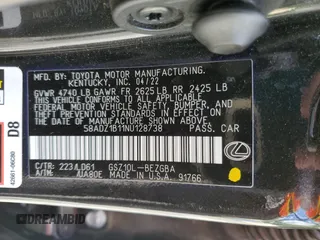 MFD. BY: TOYOTA MOTOR MANUFACTURING,
KENTUCKY, INC. 04/22
GVWR 4740 LB GAWR FR 2625 LB RR 2425 LB
THIS VEHICLE CONFORMS TO ALL APPLICABLE
FEDERAL MOTOR VEHICLE SAFETY, BUMPER, AND
THEFT PREVENTION STANDARDS IN EFFECT ON
THE DATE OF MANUFACTURE SHOWN ABOVE.
58ADZ1B11NU128738
PASS. CAR
C/TR: 223/LD61 GSZ10L-BEZGBA
A/TM: /UA80E MADE IN U.S.A. 91766
D8
DREAMBID